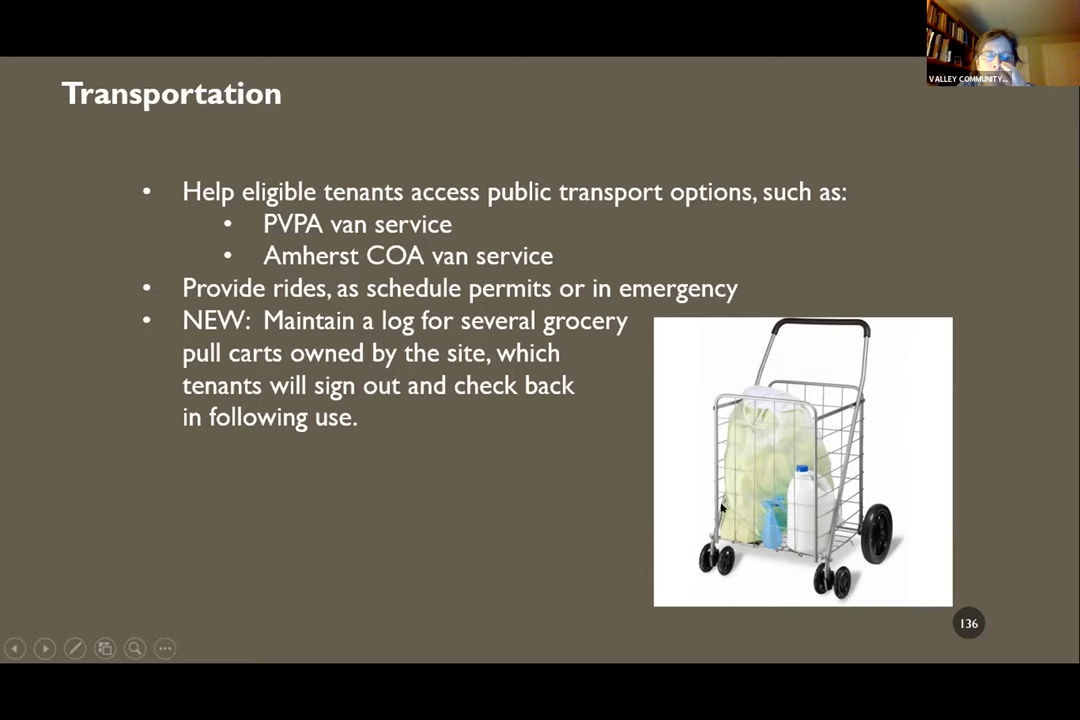 VALLEY COMMUNITY...
Transportation
• Help eligible tenants access public transport options, such as:
• PVPA van service
• Amherst COA van service
• Provide rides, as schedule permits or in emergency
• NEW: Maintain a log for several grocery
pull carts owned by the site, which
tenants will sign out and check back
in following use.
136